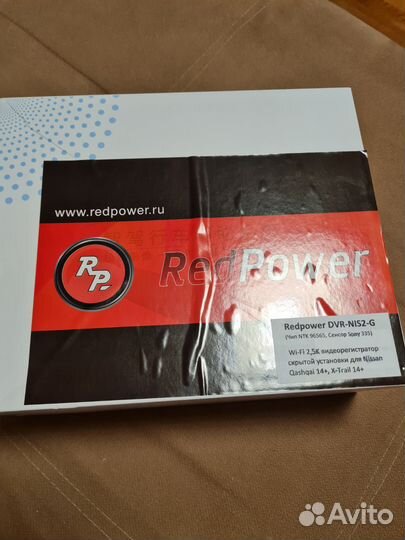 www.redpower.ru
RP.
RedPower
Redpower DVR-NIS2-G
(Чип NTK 96565, Сенсор Sony 335)
Wi-Fi 2,5K видеорегистратор
скрытой установки для Nissan
Qashqai 14+, X-Trail 14+
Avito